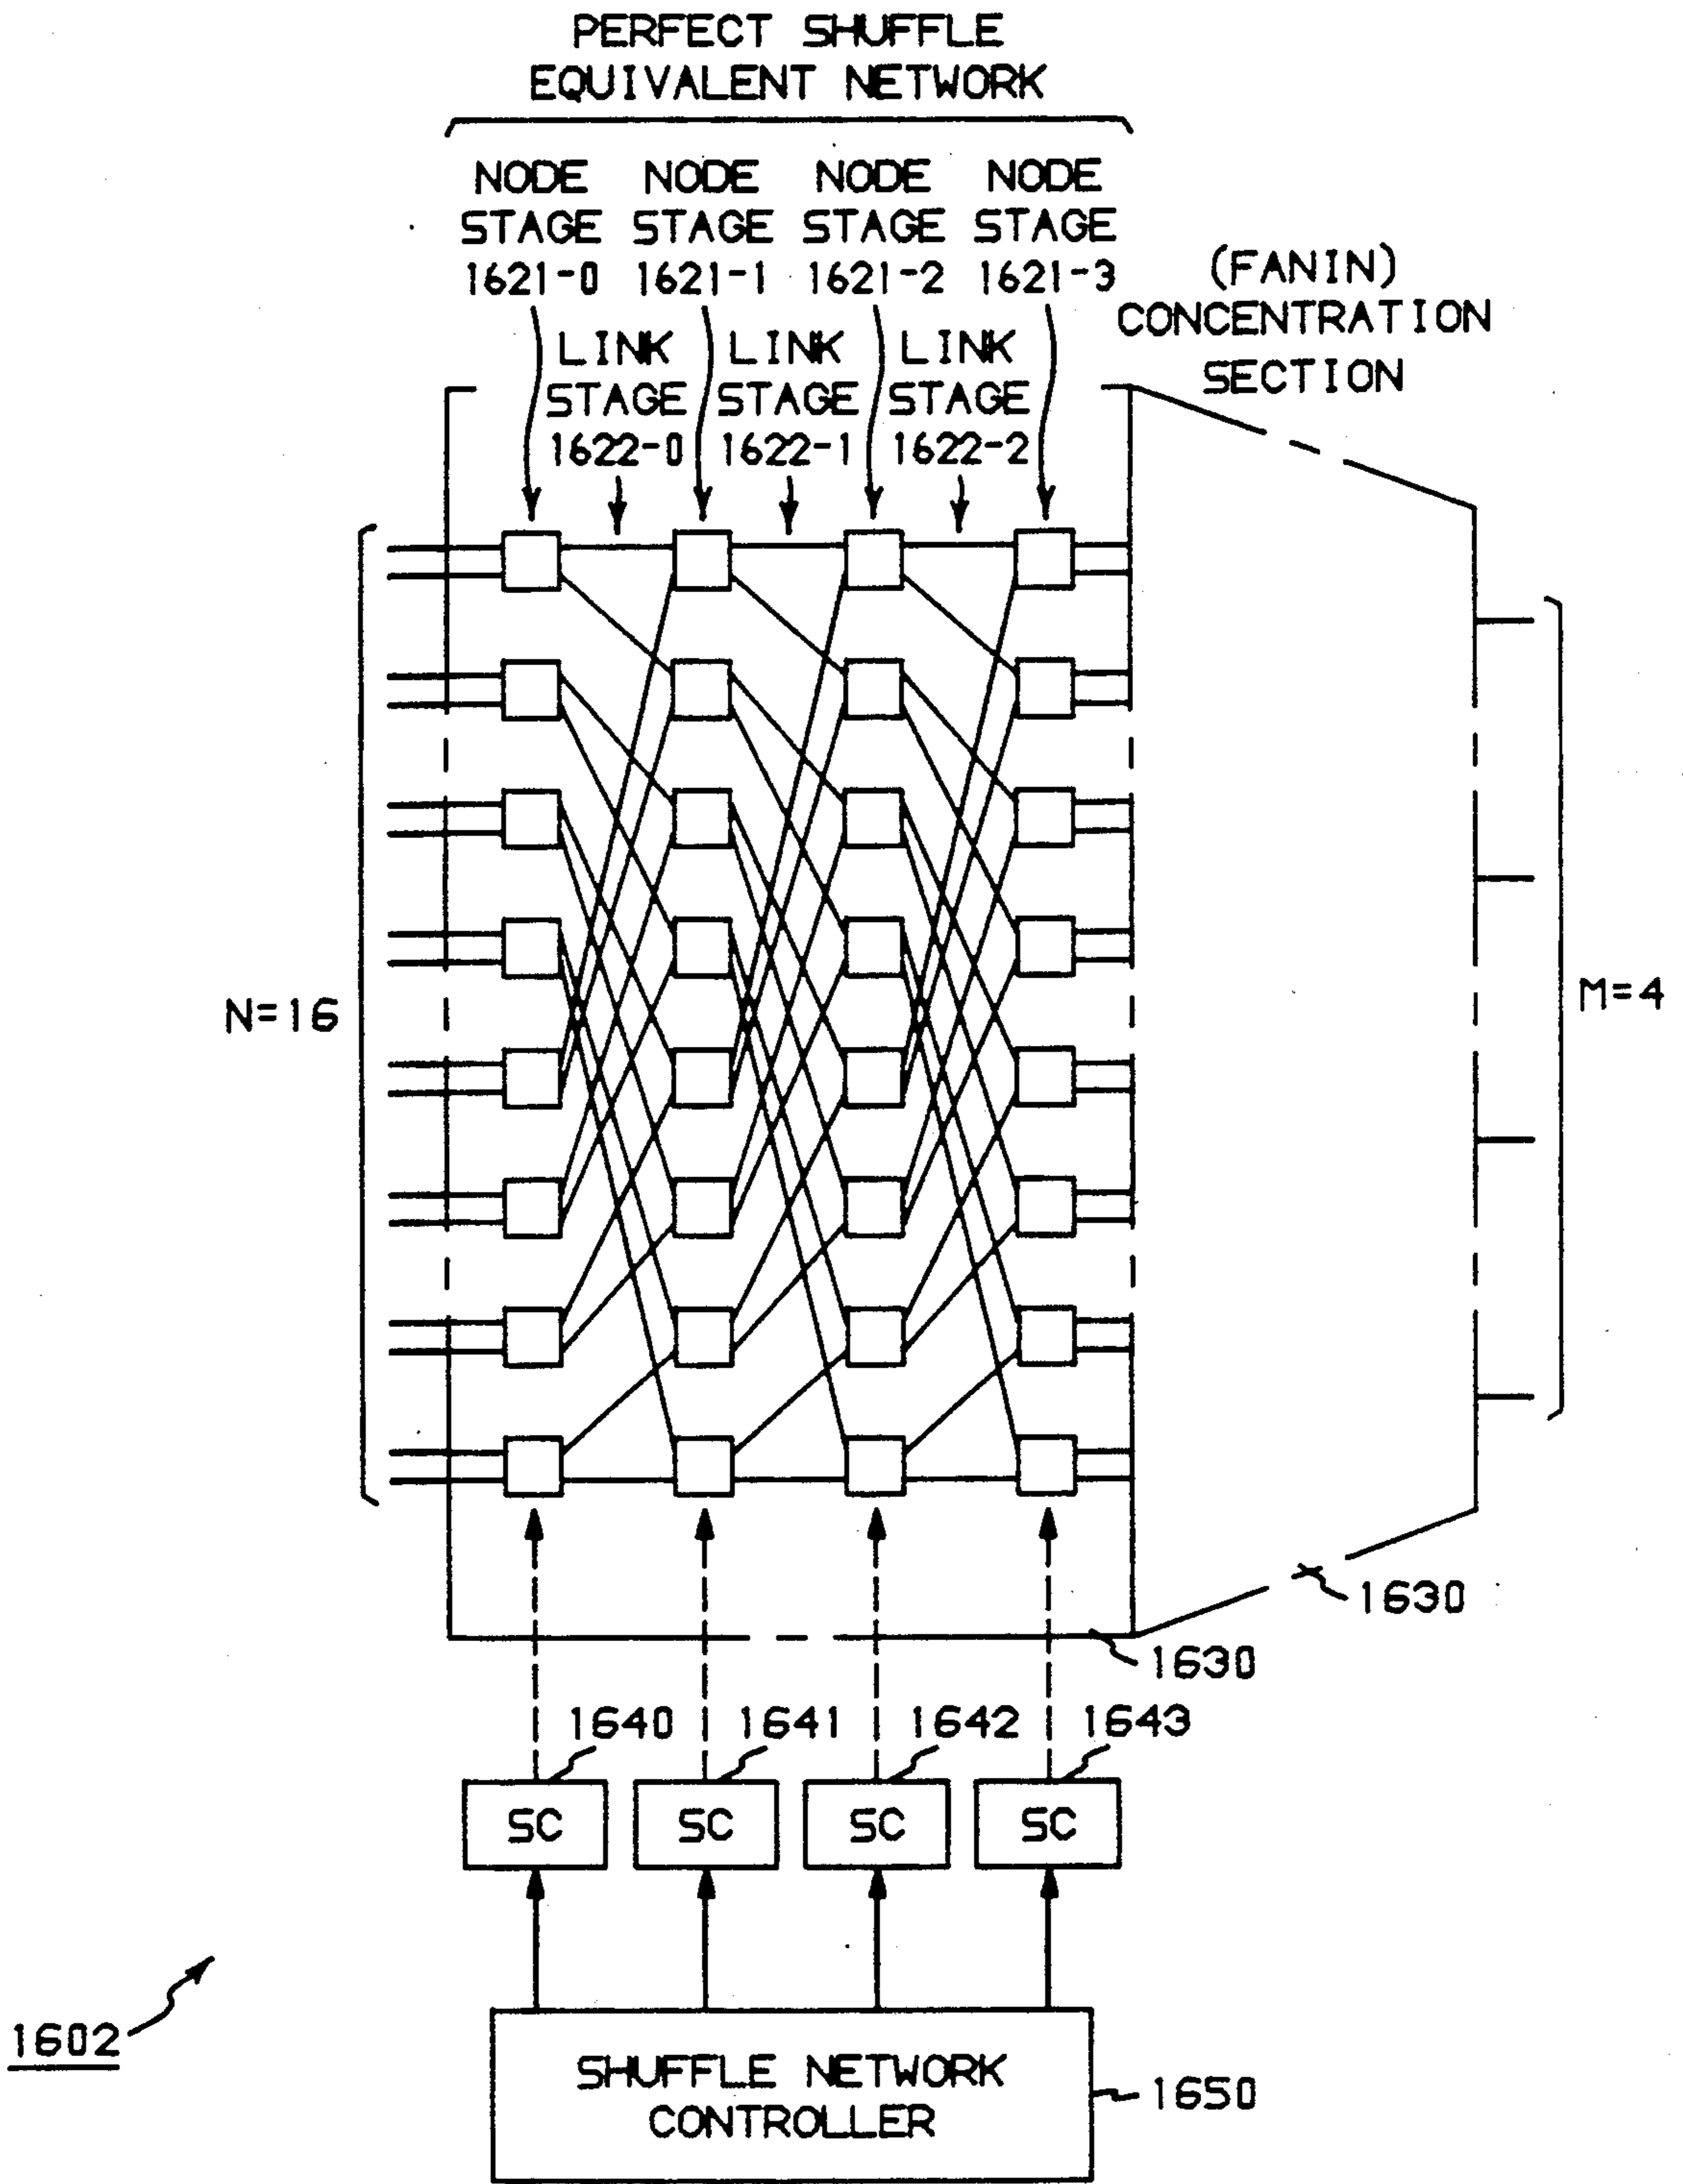 PERFECT SHUFFLE
EQUIVALENT NETWORK
NODE NODE NODE NODE
STAGE STAGE STAGE STAGE
1621-0 1621-1 1621-2 1621-3
(FANIN)
CONCENTRATION
SECTION
LINK LINK LINK
STAGE STAGE STAGE
1622-0 1622-1 1622-2
N=16
M=4
1630
1630
1640 1641 1642 1643
SC SC SC SC
1602
SHUFFLE NETWORK
CONTROLLER
1650